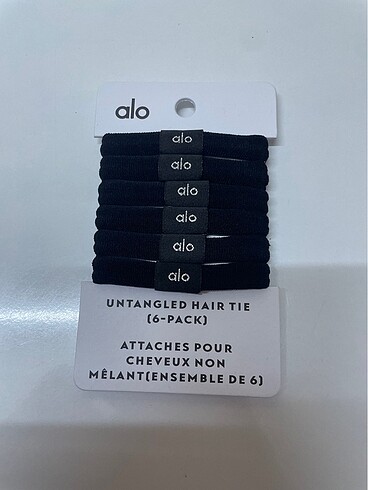 alo
alo
alo
alo
alo
alo
alo
UNTANGLED HAIR TIE
(6-PACK)
ATTACHES POUR
CHEVEUX NON
MÊLANT(ENSEMBLE DE 6)